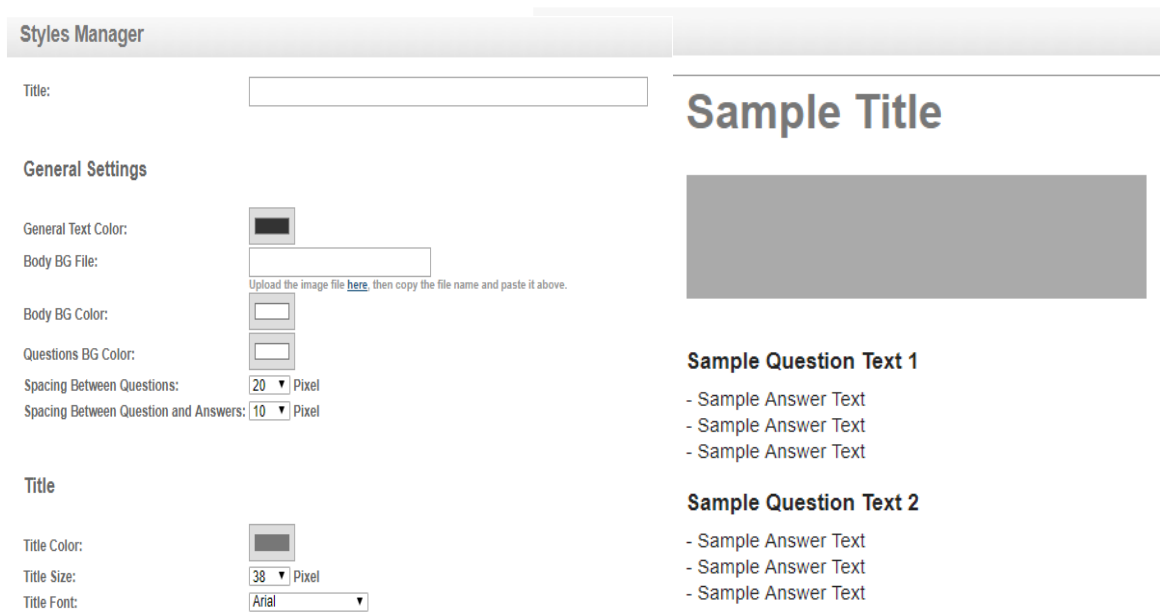 Styles Manager
Title:
General Settings
General Text Color:
Body BG File:
Upload the image file here, then copy the file name and paste it above.
Body BG Color:
Questions BG Color:
Spacing Between Questions: 20 Pixel
Spacing Between Question and Answers: 10 Pixel
Title
Title Color:
Title Size: 38 Pixel
Title Font: Arial
Sample Title
Sample Question Text 1
- Sample Answer Text
- Sample Answer Text
- Sample Answer Text
Sample Question Text 2
- Sample Answer Text
- Sample Answer Text
- Sample Answer Text